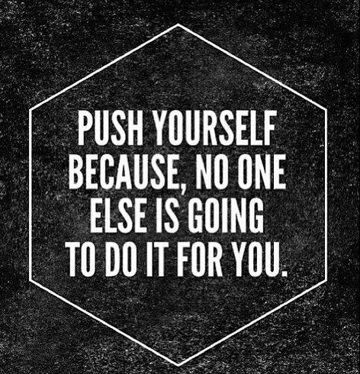 PUSH YOURSELF
BECAUSE, NO ONE
ELSE IS GOING
TO DO IT FOR YOU.